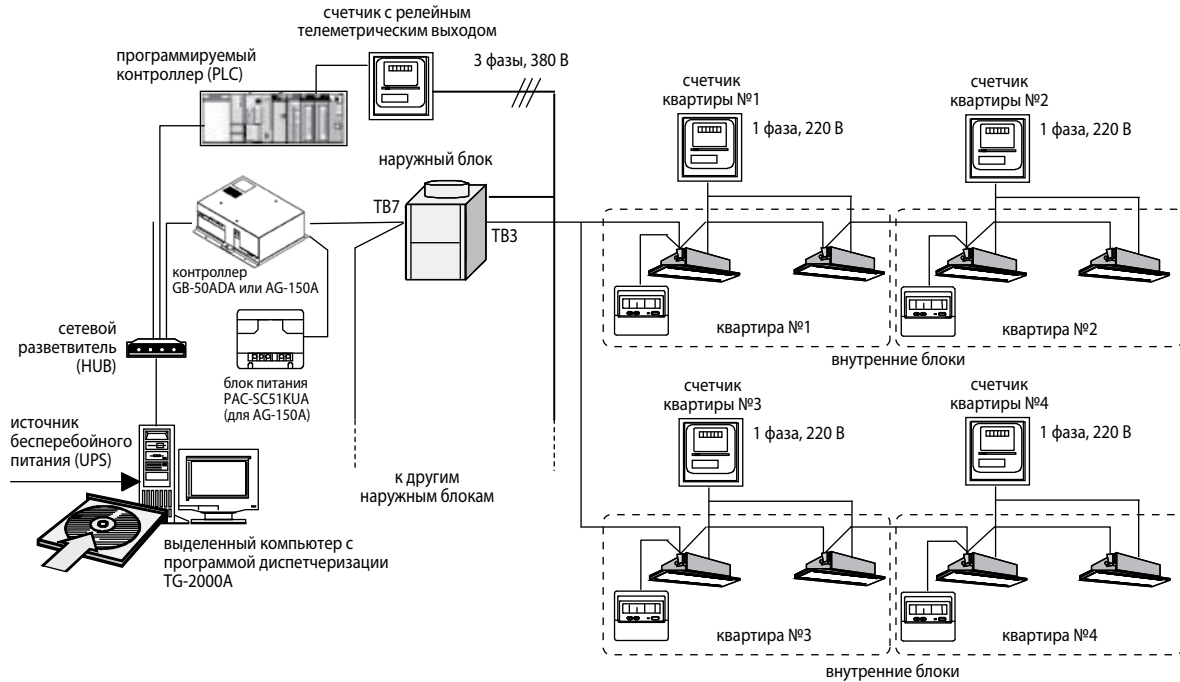 счетчик с релейным
телеметрическим выходом
программируемый
контроллер (PLC)
3 фазы, 380 В
счетчик
квартиры №1
1 фаза, 220 В
счетчик
квартиры №2
1 фаза, 220 В
наружный блок
TB7
TB3
контроллер
GB-50ADA или AG-150A
сетевой
разветвитель
(HUB)
блок питания
PAC-SC51KUA
(для AG-150A)
квартира №1
квартира №2
внутренние блоки
источник
бесперебойного
питания (UPS)
к другим
наружным блокам
выделенный компьютер с
программой диспетчеризации
TG-2000A
счетчик
квартиры №3
1 фаза, 220 В
счетчик
квартиры №4
1 фаза, 220 В
квартира №3
квартира №4
внутренние блоки